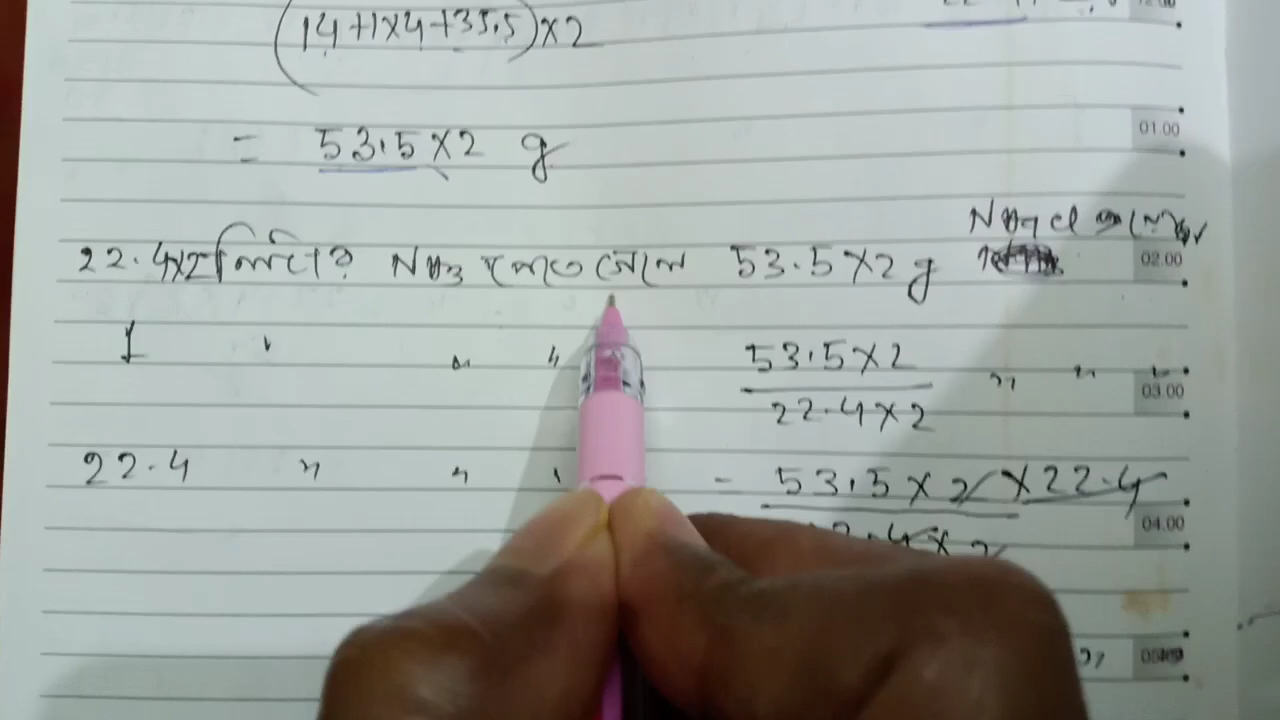 (14+1×4+35.5)×2
= 53.5×2 g
NH4Cl
22.4×2 লিটার NH3 হতে মেলে 53.5×2 g
1 " " " 53.5×2 / 22.4×2 " " "
22.4 " " " = 53.5×2×22.4
01.00
02.00
03.00
04.00